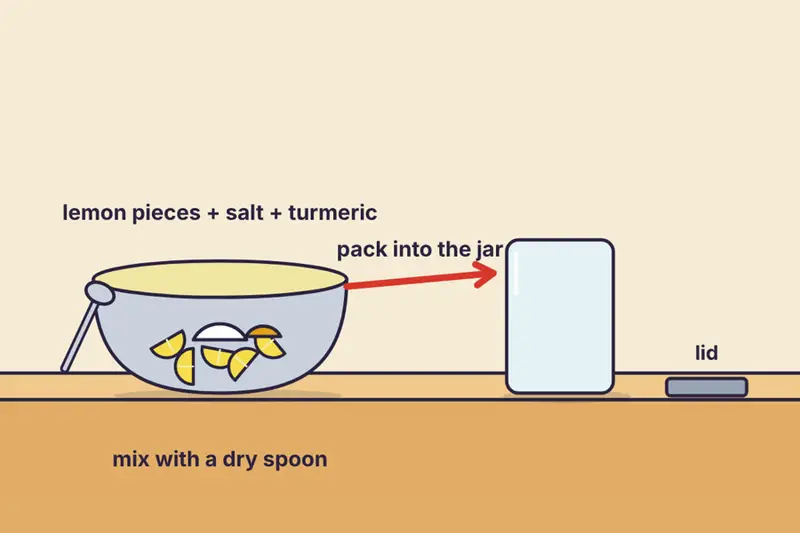 lemon pieces + salt + turmeric
pack into the jar
lid
mix with a dry spoon